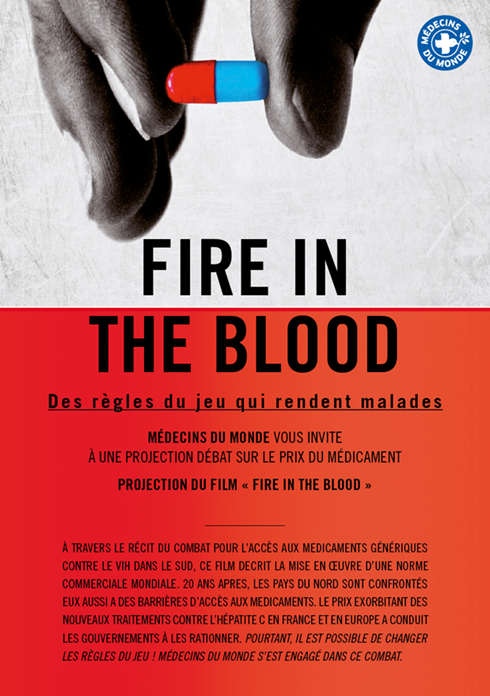 MÉDECINS
DU MONDE
FIRE IN
THE BLOOD
Des règles du jeu qui rendent malades
MÉDECINS DU MONDE VOUS INVITE
À UNE PROJECTION DÉBAT SUR LE PRIX DU MÉDICAMENT
PROJECTION DU FILM « FIRE IN THE BLOOD »
À TRAVERS LE RÉCIT DU COMBAT POUR L'ACCÈS AUX MEDICAMENTS GÉNÉRIQUES
CONTRE LE VIH DANS LE SUD, CE FILM DECRIT LA MISE EN ŒUVRE D'UNE NORME
COMMERCIALE MONDIALE. 20 ANS APRES, LES PAYS DU NORD SONT CONFRONTÉS
EUX AUSSI A DES BARRIÈRES D'ACCÈS AUX MEDICAMENTS. LE PRIX EXORBITANT DES
NOUVEAUX TRAITEMENTS CONTRE L'HÉPATITE C EN FRANCE ET EN EUROPE A CONDUIT
LES GOUVERNEMENTS À LES RATIONNER. POURTANT, IL EST POSSIBLE DE CHANGER
LES RÈGLES DU JEU ! MÉDECINS DU MONDE S'EST ENGAGÉ DANS CE COMBAT.